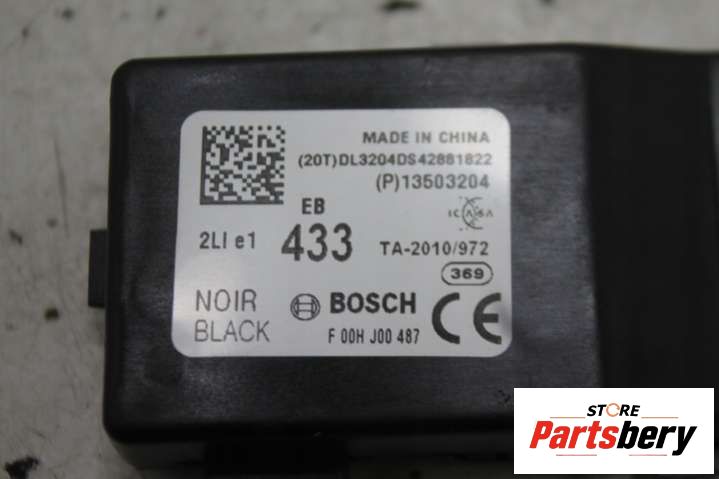 MADE IN CHINA
(20T)DL3204DS42881822
(P)13503204
EB
ICASA
2LI e1 433 TA-2010/972
369
NOIR
BLACK
BOSCH
F 00H J00 487
CE
STORE
Partsbery